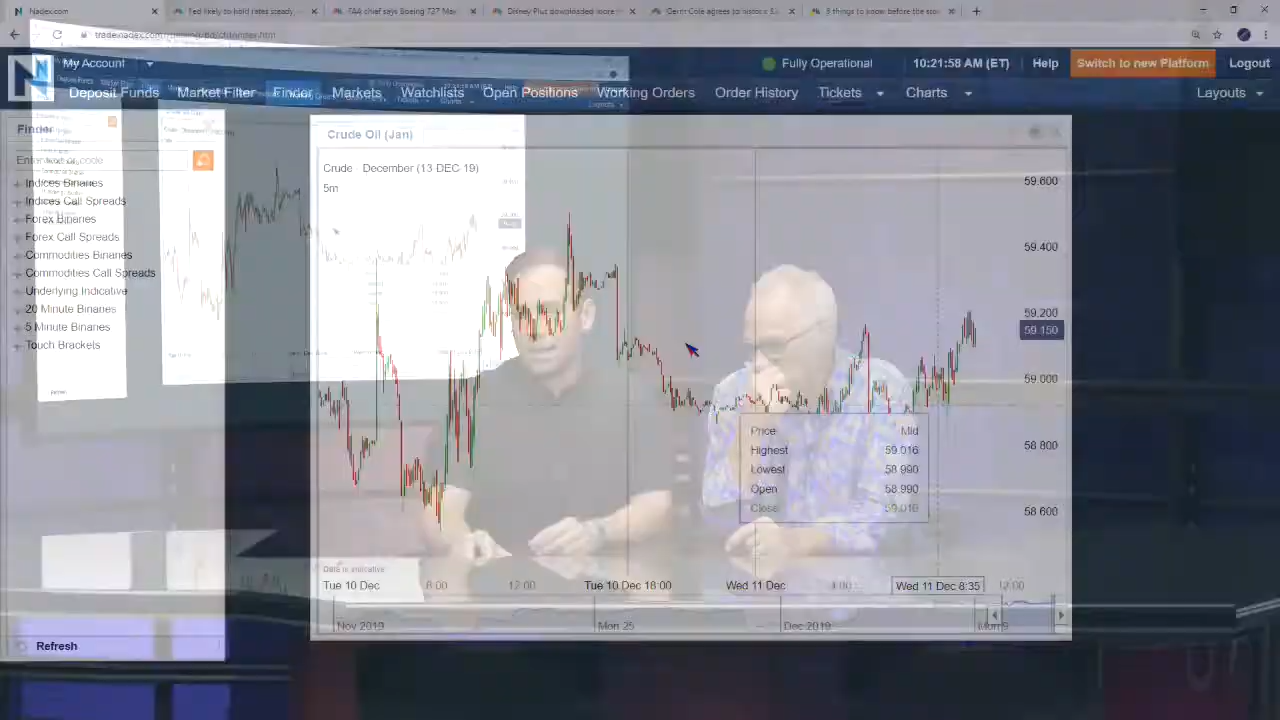 Nadex.com
Fed likely to hold rates steady,
FAA chief says Boeing 737 Max
Disney Plus downloaded more
Gerrit Cole agrees to historic
5 things to know before the stock
My Account
Fully Operational
10:21:58 AM (ET)
Help
Switch to new Platform
Logout
Deposit Funds
Market Filter
Finder
Markets
Watchlists
Open Positions
Working Orders
Order History
Tickets
Charts
Layouts
Finder
Indices Binaries
Indices Call Spreads
Forex Binaries
Forex Call Spreads
Commodities Binaries
Commodities Call Spreads
Underlying Indicative
20 Minute Binaries
5 Minute Binaries
Touch Brackets
Refresh
Crude Oil (Jan)
Crude - December (13 DEC 19)
5m
59.600
59.400
59.200
59.150
59.000
58.800
58.600
Price Mid
Highest 59.016
Lowest 58.990
Open 58.990
Close 59.016
Data is indicative
Tue 10 Dec
6:00
12:00
Tue 10 Dec 18:00
Wed 11 Dec
Wed 11 Dec 8:35
12:00
Nov 2019
Mon 25
Dec 2019
Mon 9